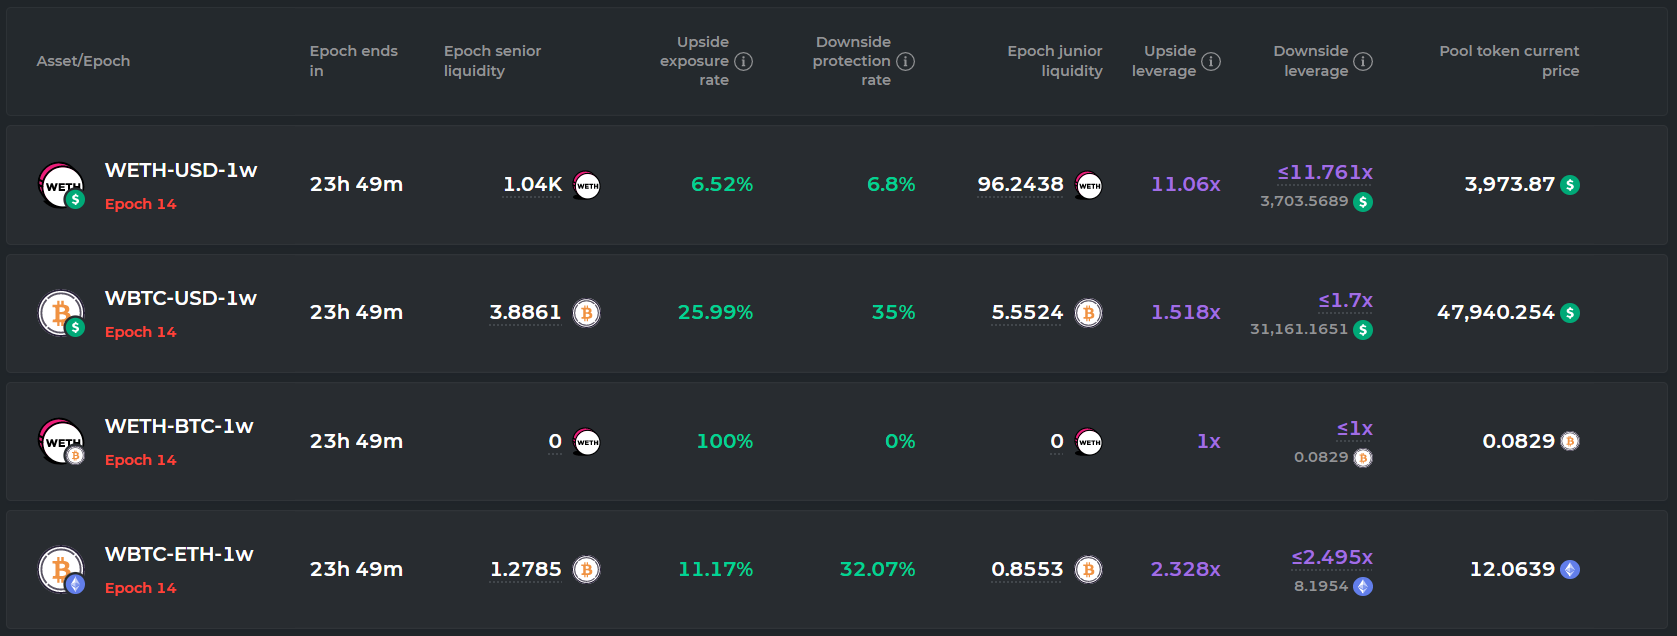 Asset/Epoch
Epoch ends
in
Epoch senior
liquidity
Upside
exposure
rate
Downside
protection
rate
Epoch junior
liquidity
Upside
leverage
Downside
leverage
Pool token current
price
WETH-USD-1w
Epoch 14
23h 49m
1.04K
WETH
6.52%
6.8%
96.2438
WETH
11.06x
≤11.761x
3,703.5689
3,973.87
WETH
WBTC-USD-1w
Epoch 14
23h 49m
3.8861
25.99%
35%
5.5524
1.518x
≤1.7x
31,161.1651
47,940.254
WETH-BTC-1w
Epoch 14
23h 49m
0
WETH
100%
0%
0
WETH
1x
≤1x
0.0829
0.0829
WETH
WBTC-ETH-1w
Epoch 14
23h 49m
1.2785
11.17%
32.07%
0.8553
2.328x
≤2.495x
8.1954
12.0639